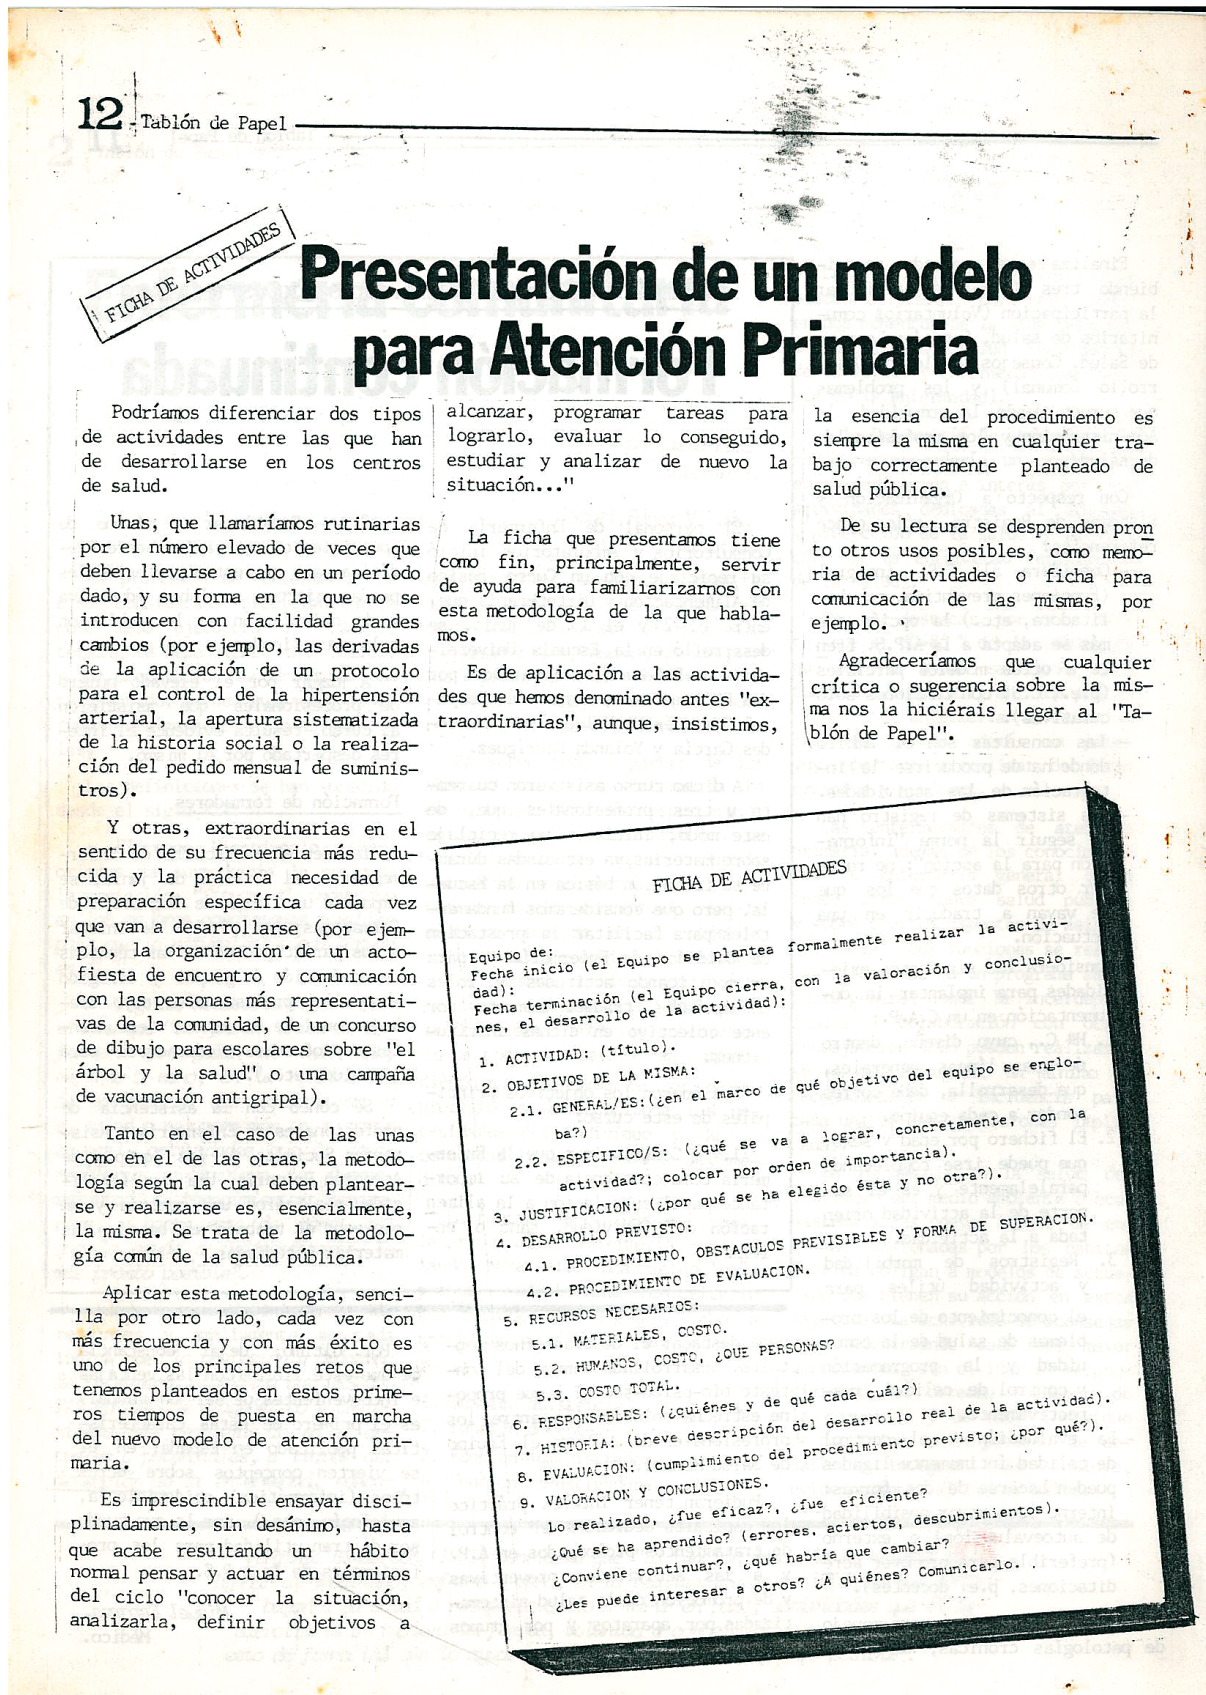 12
Tablón de Papel
FICHA DE ACTIVIDADES
Presentación de un modelo
para Atención Primaria
Podríamos diferenciar dos tipos
de actividades entre las que han
de desarrollarse en los centros
de salud.
Unas, que llamaríamos rutinarias
por el número elevado de veces que
deben llevarse a cabo en un período
dado, y su forma en la que no se
introducen con facilidad grandes
cambios (por ejemplo, las derivadas
de la aplicación de un protocolo
para el control de la hipertensión
arterial, la apertura sistematizada
de la historia social o la realiza-
ción del pedido mensual de suminis-
tros).
Y otras, extraordinarias en el
sentido de su frecuencia más redu-
cida y la práctica necesidad de
preparación específica cada vez
que van a desarrollarse (por ejem-
plo, la organización de un acto-
fiesta de encuentro y comunicación
con las personas más representati-
vas de la comunidad, de un concurso
de dibujo para escolares sobre "el
árbol y la salud" o una campaña
de vacunación antigripal).
Tanto en el caso de las unas
como en el de las otras, la metodo-
logía según la cual deben plantear-
se y realizarse es, esencialmente,
la misma. Se trata de la metodolo-
gía común de la salud pública.
Aplicar esta metodología, senci-
lla por otro lado, cada vez con
más frecuencia y con más éxito es
uno de los principales retos que
tenemos planteados en estos prime-
ros tiempos de puesta en marcha
del nuevo modelo de atención pri-
maria.
Es imprescindible ensayar disci-
plinadamente, sin desánimo, hasta
que acabe resultando un hábito
normal pensar y actuar en términos
del ciclo "conocer la situación,
analizarla, definir objetivos a
alcanzar, programar tareas para
lograrlo, evaluar lo conseguido,
estudiar y analizar de nuevo la
situación..."
La ficha que presentamos tiene
como fin, principalmente, servir
de ayuda para familiarizarnos con
esta metodología de la que habla-
mos.
Es de aplicación a las activida-
des que hemos denominado antes "ex-
traordinarias", aunque, insistimos,
la esencia del procedimiento es
siempre la misma en cualquier tra-
bajo correctamente planteado de
salud pública.
De su lectura se desprenden pron
to otros usos posibles, como memo-
ria de actividades o ficha para
comunicación de las mismas, por
ejemplo.
Agradeceríamos que cualquier
crítica o sugerencia sobre la mis-
ma nos la hiciérais llegar al "Ta-
blón de Papel".
FICHA DE ACTIVIDADES
Equipo de:
Fecha inicio (el Equipo se plantea formalmente realizar la activi-
dad):
Fecha terminación (el Equipo cierra, con la valoración y conclusio-
nes, el desarrollo de la actividad):
1. ACTIVIDAD: (título).
2. OBJETIVOS DE LA MISMA:
2.1. GENERAL/ES:(¿en el marco de qué objetivo del equipo se englo-
ba?)
2.2. ESPECIFICO/S: (¿qué se va a lograr, concretamente, con la
actividad?; colocar por orden de importancia).
3. JUSTIFICACION: (¿por qué se ha elegido ésta y no otra?).
4. DESARROLLO PREVISTO:
4.1. PROCEDIMIENTO, OBSTACULOS PREVISIBLES Y FORMA DE SUPERACION.
4.2. PROCEDIMIENTO DE EVALUACION.
5. RECURSOS NECESARIOS:
5.1. MATERIALES, COSTO.
5.2. HUMANOS, COSTO, ¿QUE PERSONAS?
5.3. COSTO TOTAL.
6. RESPONSABLES: (¿quiénes y de qué cada cuál?)
7. HISTORIA: (breve descripción del desarrollo real de la actividad).
8. EVALUACION: (cumplimiento del procedimiento previsto; ¿por qué?).
9. VALORACION Y CONCLUSIONES.
Lo realizado, ¿fue eficaz?, ¿fue eficiente?
¿Qué se ha aprendido? (errores, aciertos, descubrimientos).
¿Conviene continuar?, ¿qué habría que cambiar?
¿Les puede interesar a otros? ¿A quiénes? Comunicarlo.